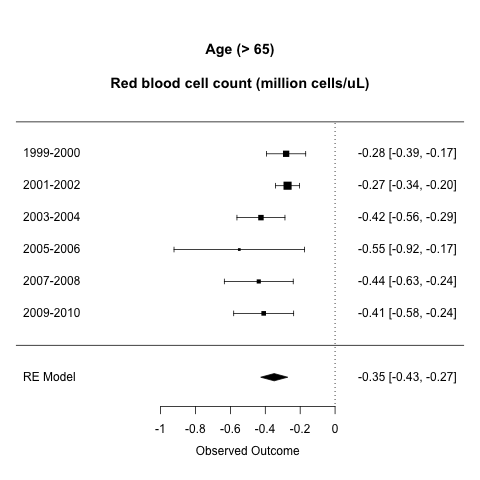 Age (> 65)
Red blood cell count (million cells/uL)
1999-2000 -0.28 [-0.39, -0.17]
2001-2002 -0.27 [-0.34, -0.20]
2003-2004 -0.42 [-0.56, -0.29]
2005-2006 -0.55 [-0.92, -0.17]
2007-2008 -0.44 [-0.63, -0.24]
2009-2010 -0.41 [-0.58, -0.24]
RE Model -0.35 [-0.43, -0.27]
-1 -0.8 -0.6 -0.4 -0.2 0
Observed Outcome